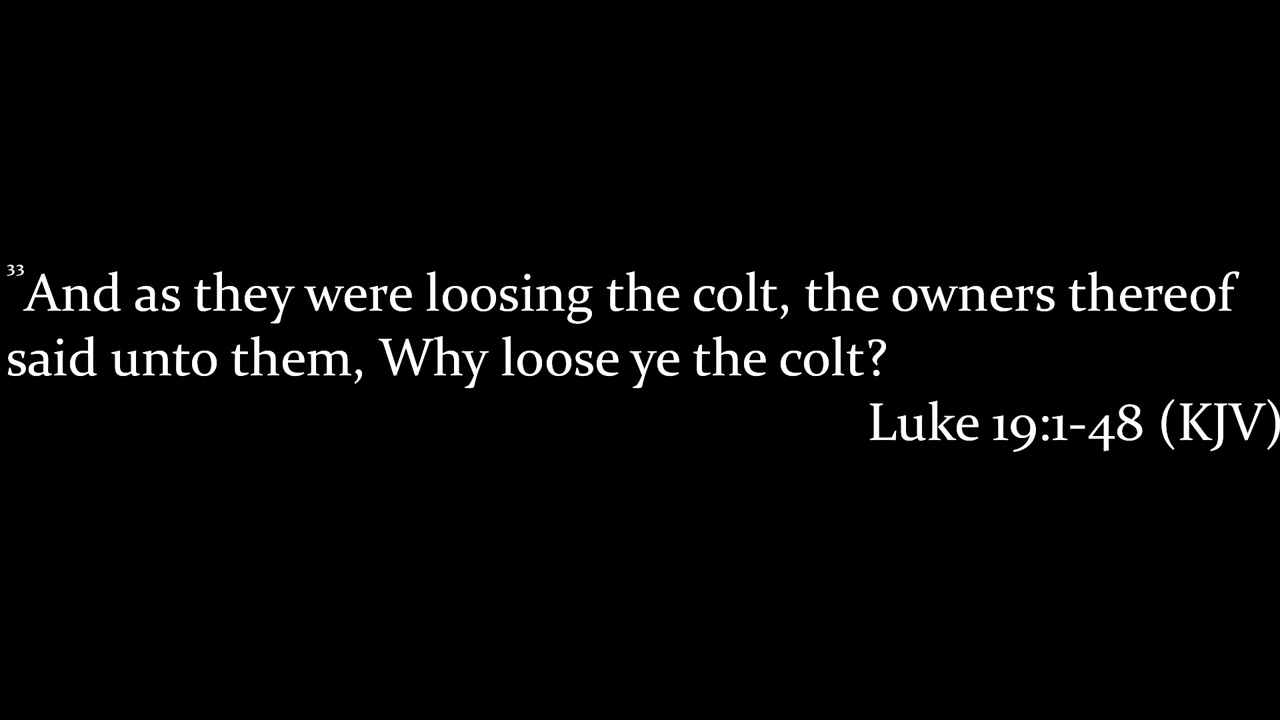 33And as they were loosing the colt, the owners thereof
said unto them, Why loose ye the colt?
Luke 19:1-48 (KJV)